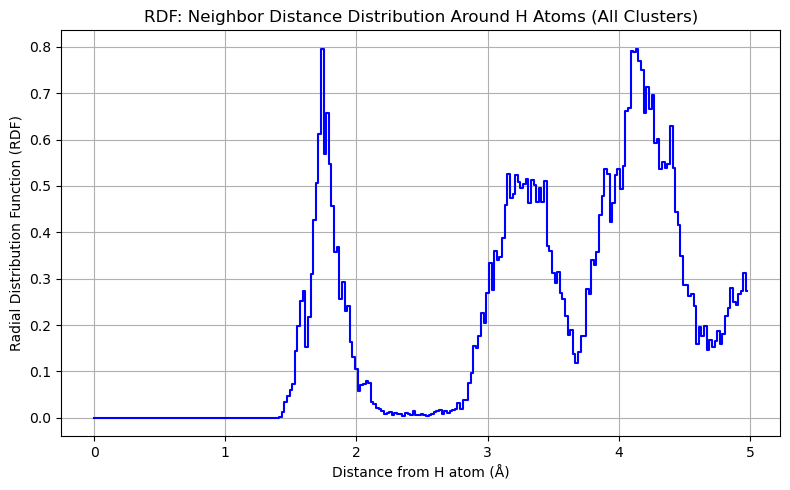 RDF: Neighbor Distance Distribution Around H Atoms (All Clusters)
Radial Distribution Function (RDF)
0.8
0.7
0.6
0.5
0.4
0.3
0.2
0.1
0.0
0 1 2 3 4 5
Distance from H atom (Å)